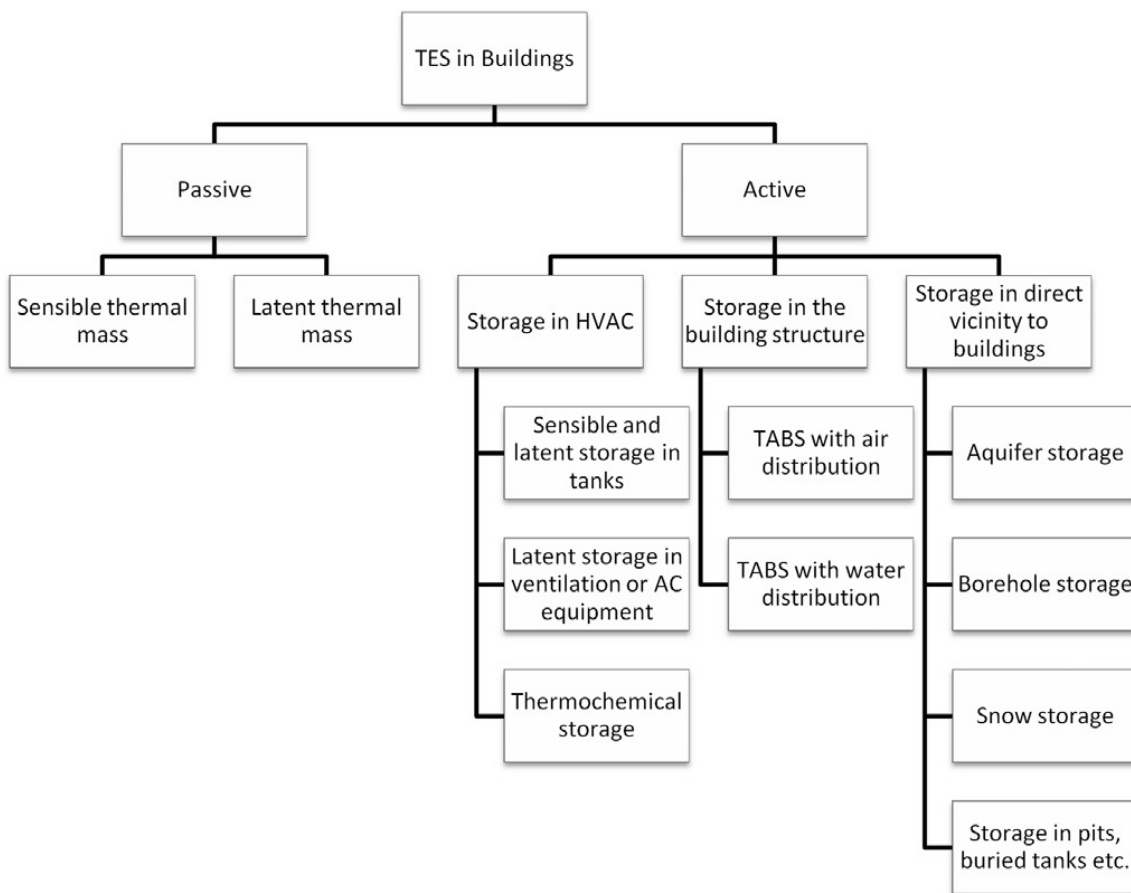 TES in Buildings
Passive
Active
Sensible thermal
mass
Latent thermal
mass
Storage in HVAC
Storage in the
building structure
Storage in direct
vicinity to
buildings
Sensible and
latent storage in
tanks
Latent storage in
ventilation or AC
equipment
Thermochemical
storage
TABS with air
distribution
TABS with water
distribution
Aquifer storage
Borehole storage
Snow storage
Storage in pits,
buried tanks etc.